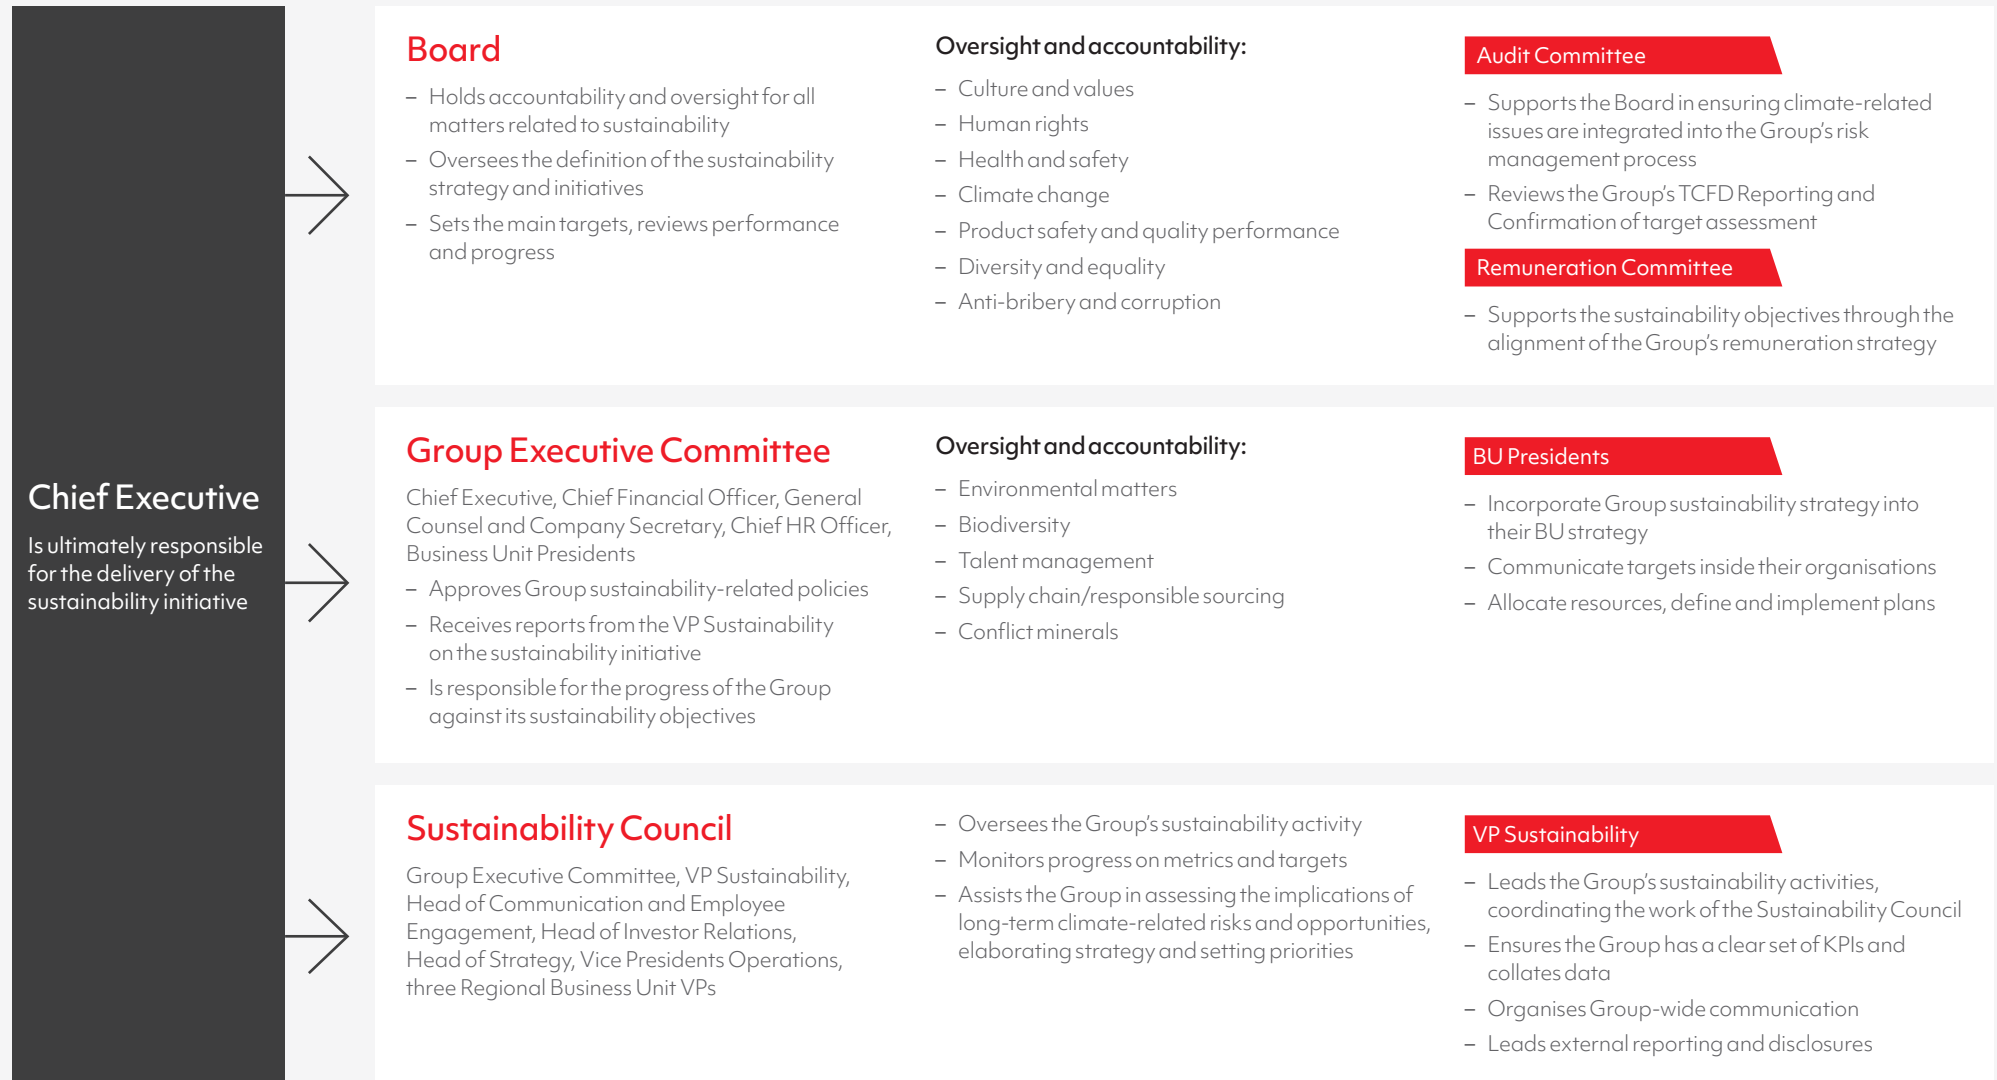 Chief Executive
Is ultimately responsible
for the delivery of the
sustainability initiative
Board
– Holds accountability and oversight for all
matters related to sustainability
– Oversees the definition of the sustainability
strategy and initiatives
– Sets the main targets, reviews performance
and progress
Oversight and accountability:
– Culture and values
– Human rights
– Health and safety
– Climate change
– Product safety and quality performance
– Diversity and equality
– Anti-bribery and corruption
Audit Committee
– Supports the Board in ensuring climate-related
issues are integrated into the Group’s risk
management process
– Reviews the Group’s TCFD Reporting and
Confirmation of target assessment
Remuneration Committee
– Supports the sustainability objectives through the
alignment of the Group’s remuneration strategy
Group Executive Committee
Chief Executive, Chief Financial Officer, General
Counsel and Company Secretary, Chief HR Officer,
Business Unit Presidents
– Approves Group sustainability-related policies
– Receives reports from the VP Sustainability
on the sustainability initiative
– Is responsible for the progress of the Group
against its sustainability objectives
Oversight and accountability:
– Environmental matters
– Biodiversity
– Talent management
– Supply chain/responsible sourcing
– Conflict minerals
BU Presidents
– Incorporate Group sustainability strategy into
their BU strategy
– Communicate targets inside their organisations
– Allocate resources, define and implement plans
Sustainability Council
Group Executive Committee, VP Sustainability,
Head of Communication and Employee
Engagement, Head of Investor Relations,
Head of Strategy, Vice Presidents Operations,
three Regional Business Unit VPs
– Oversees the Group’s sustainability activity
– Monitors progress on metrics and targets
– Assists the Group in assessing the implications of
long-term climate-related risks and opportunities,
elaborating strategy and setting priorities
VP Sustainability
– Leads the Group’s sustainability activities,
coordinating the work of the Sustainability Council
– Ensures the Group has a clear set of KPIs and
collates data
– Organises Group-wide communication
– Leads external reporting and disclosures